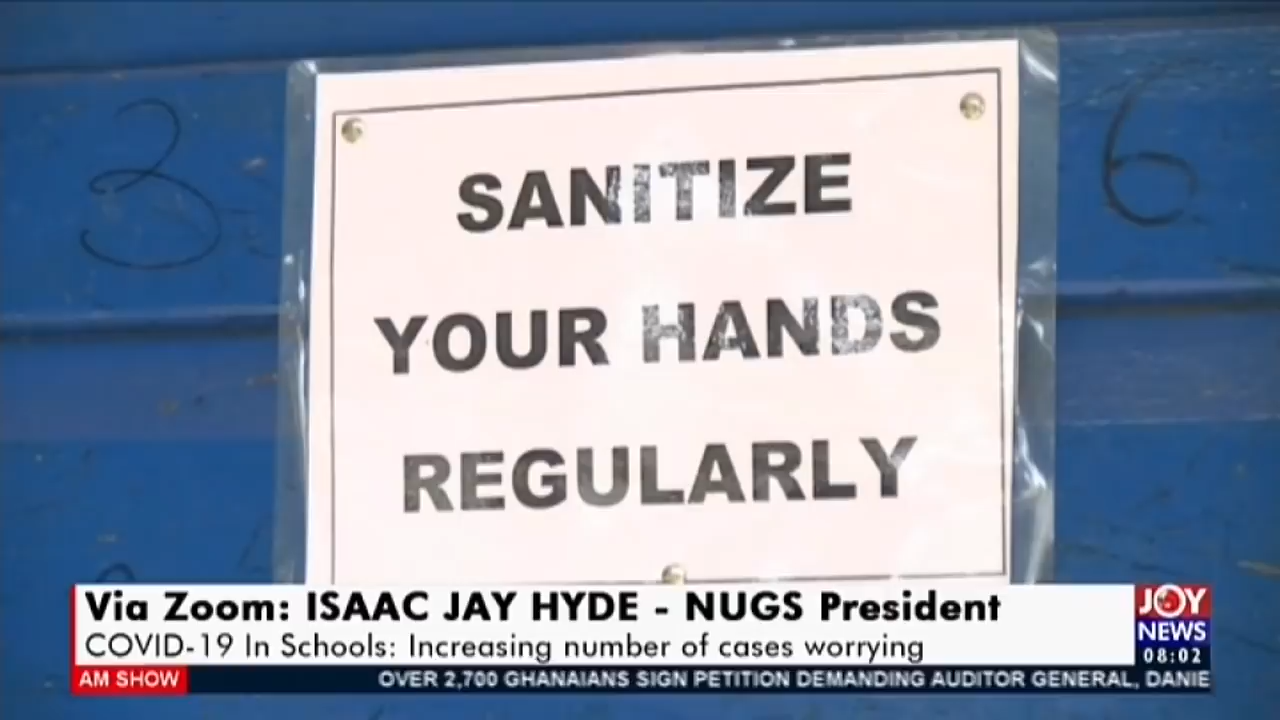 3
6
SANITIZE
YOUR HANDS
REGULARLY
Via Zoom: ISAAC JAY HYDE - NUGS President
COVID-19 In Schools: Increasing number of cases worrying
JOY
NEWS
08:02
AM SHOW
OVER 2,700 GHANAIANS SIGN PETITION DEMANDING AUDITOR GENERAL, DANIE